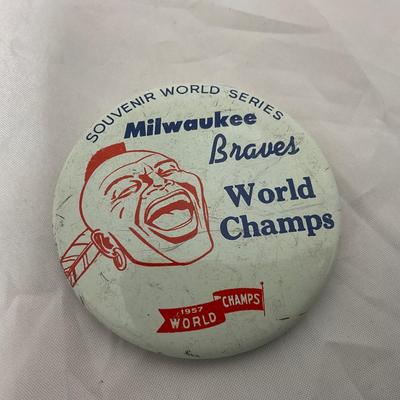 SOUVENIR WORLD SERIES
Milwaukee
Braves
World
Champs
1957
WORLD CHAMPS